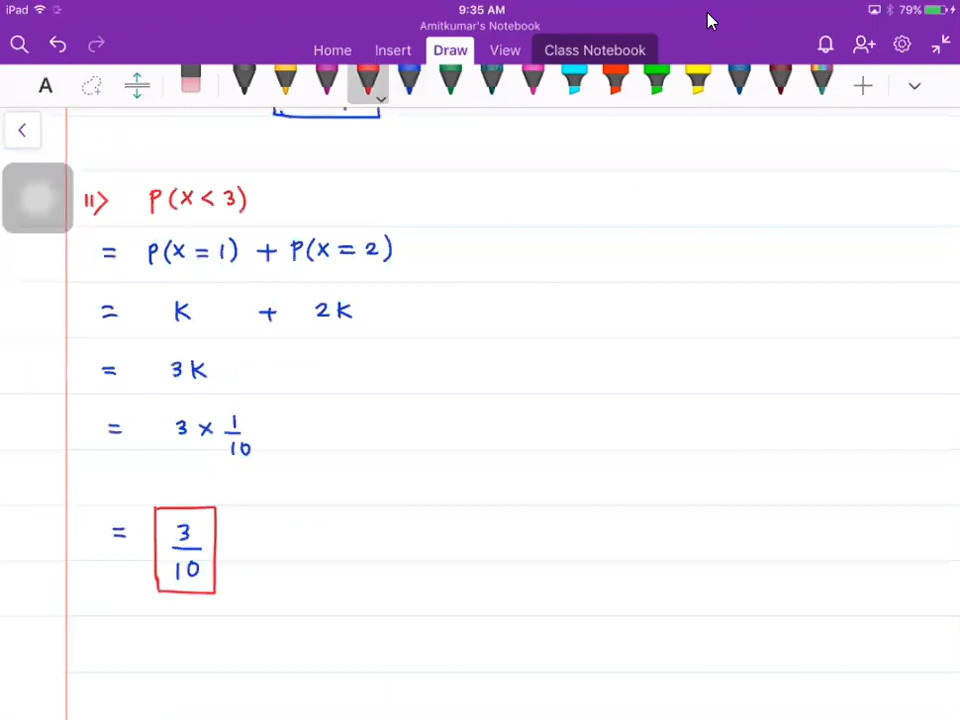 iPad 9:35 AM 79%
Amitkumar's Notebook
Home Insert Draw View Class Notebook
A
11> P(X < 3)
= P(X = 1) + P(X = 2)
= K + 2K
= 3K
= 3 × 1/10
= 3/10